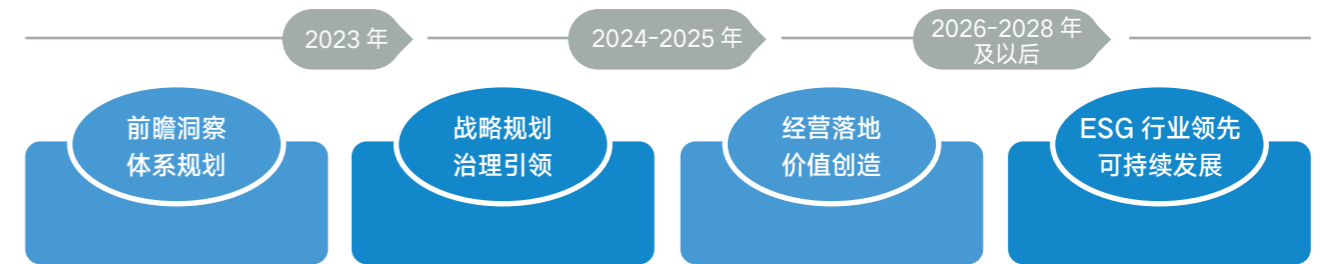 2023 年
2024-2025 年
2026-2028 年
及以后
前瞻洞察
体系规划
战略规划
治理引领
经营落地
价值创造
ESG 行业领先
可持续发展